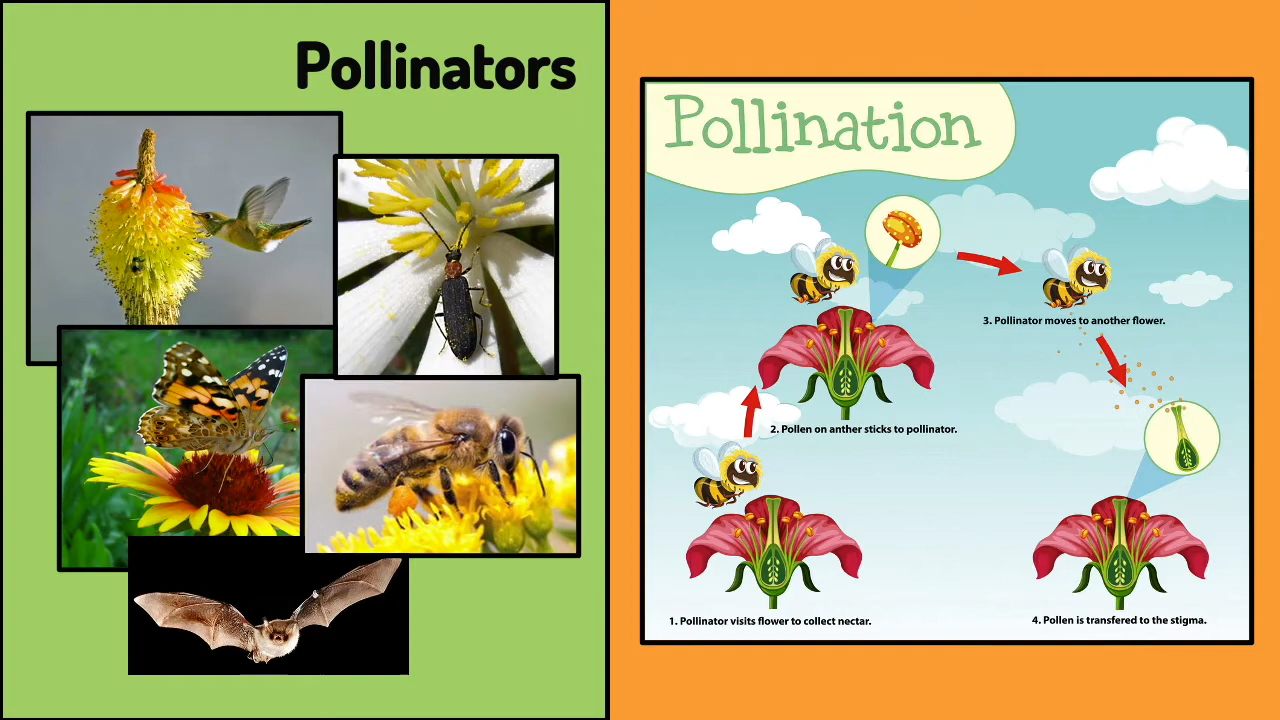 Pollinators
Pollination
3. Pollinator moves to another flower.
2. Pollen on anther sticks to pollinator.
1. Pollinator visits flower to collect nectar.
4. Pollen is transfered to the stigma.